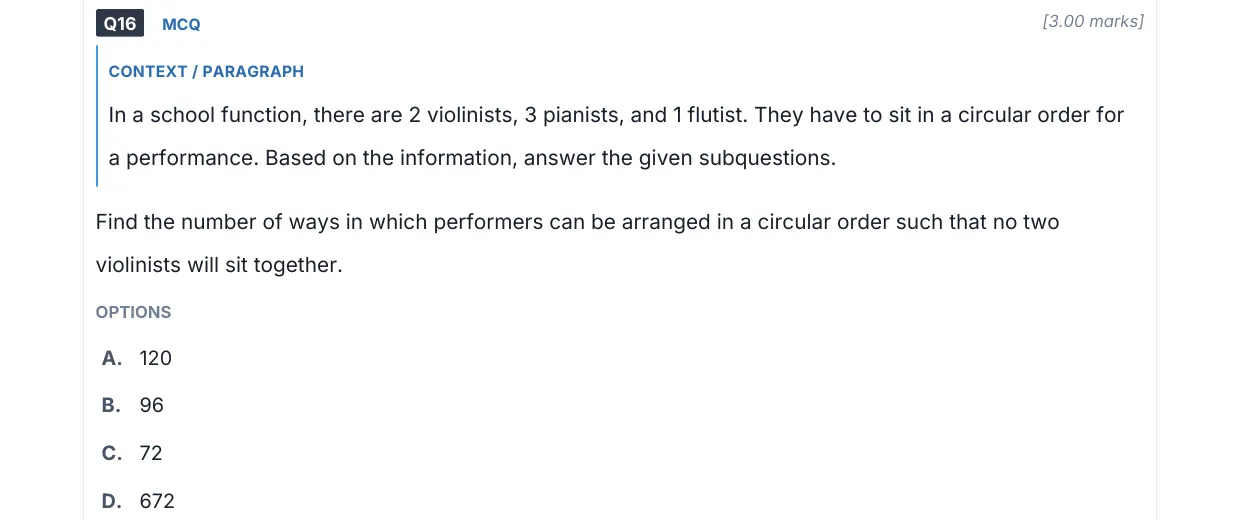 Q16 MCQ [3.00 marks]
CONTEXT / PARAGRAPH
In a school function, there are 2 violinists, 3 pianists, and 1 flutist. They have to sit in a circular order for
a performance. Based on the information, answer the given subquestions.
Find the number of ways in which performers can be arranged in a circular order such that no two
violinists will sit together.
OPTIONS
A. 120
B. 96
C. 72
D. 672